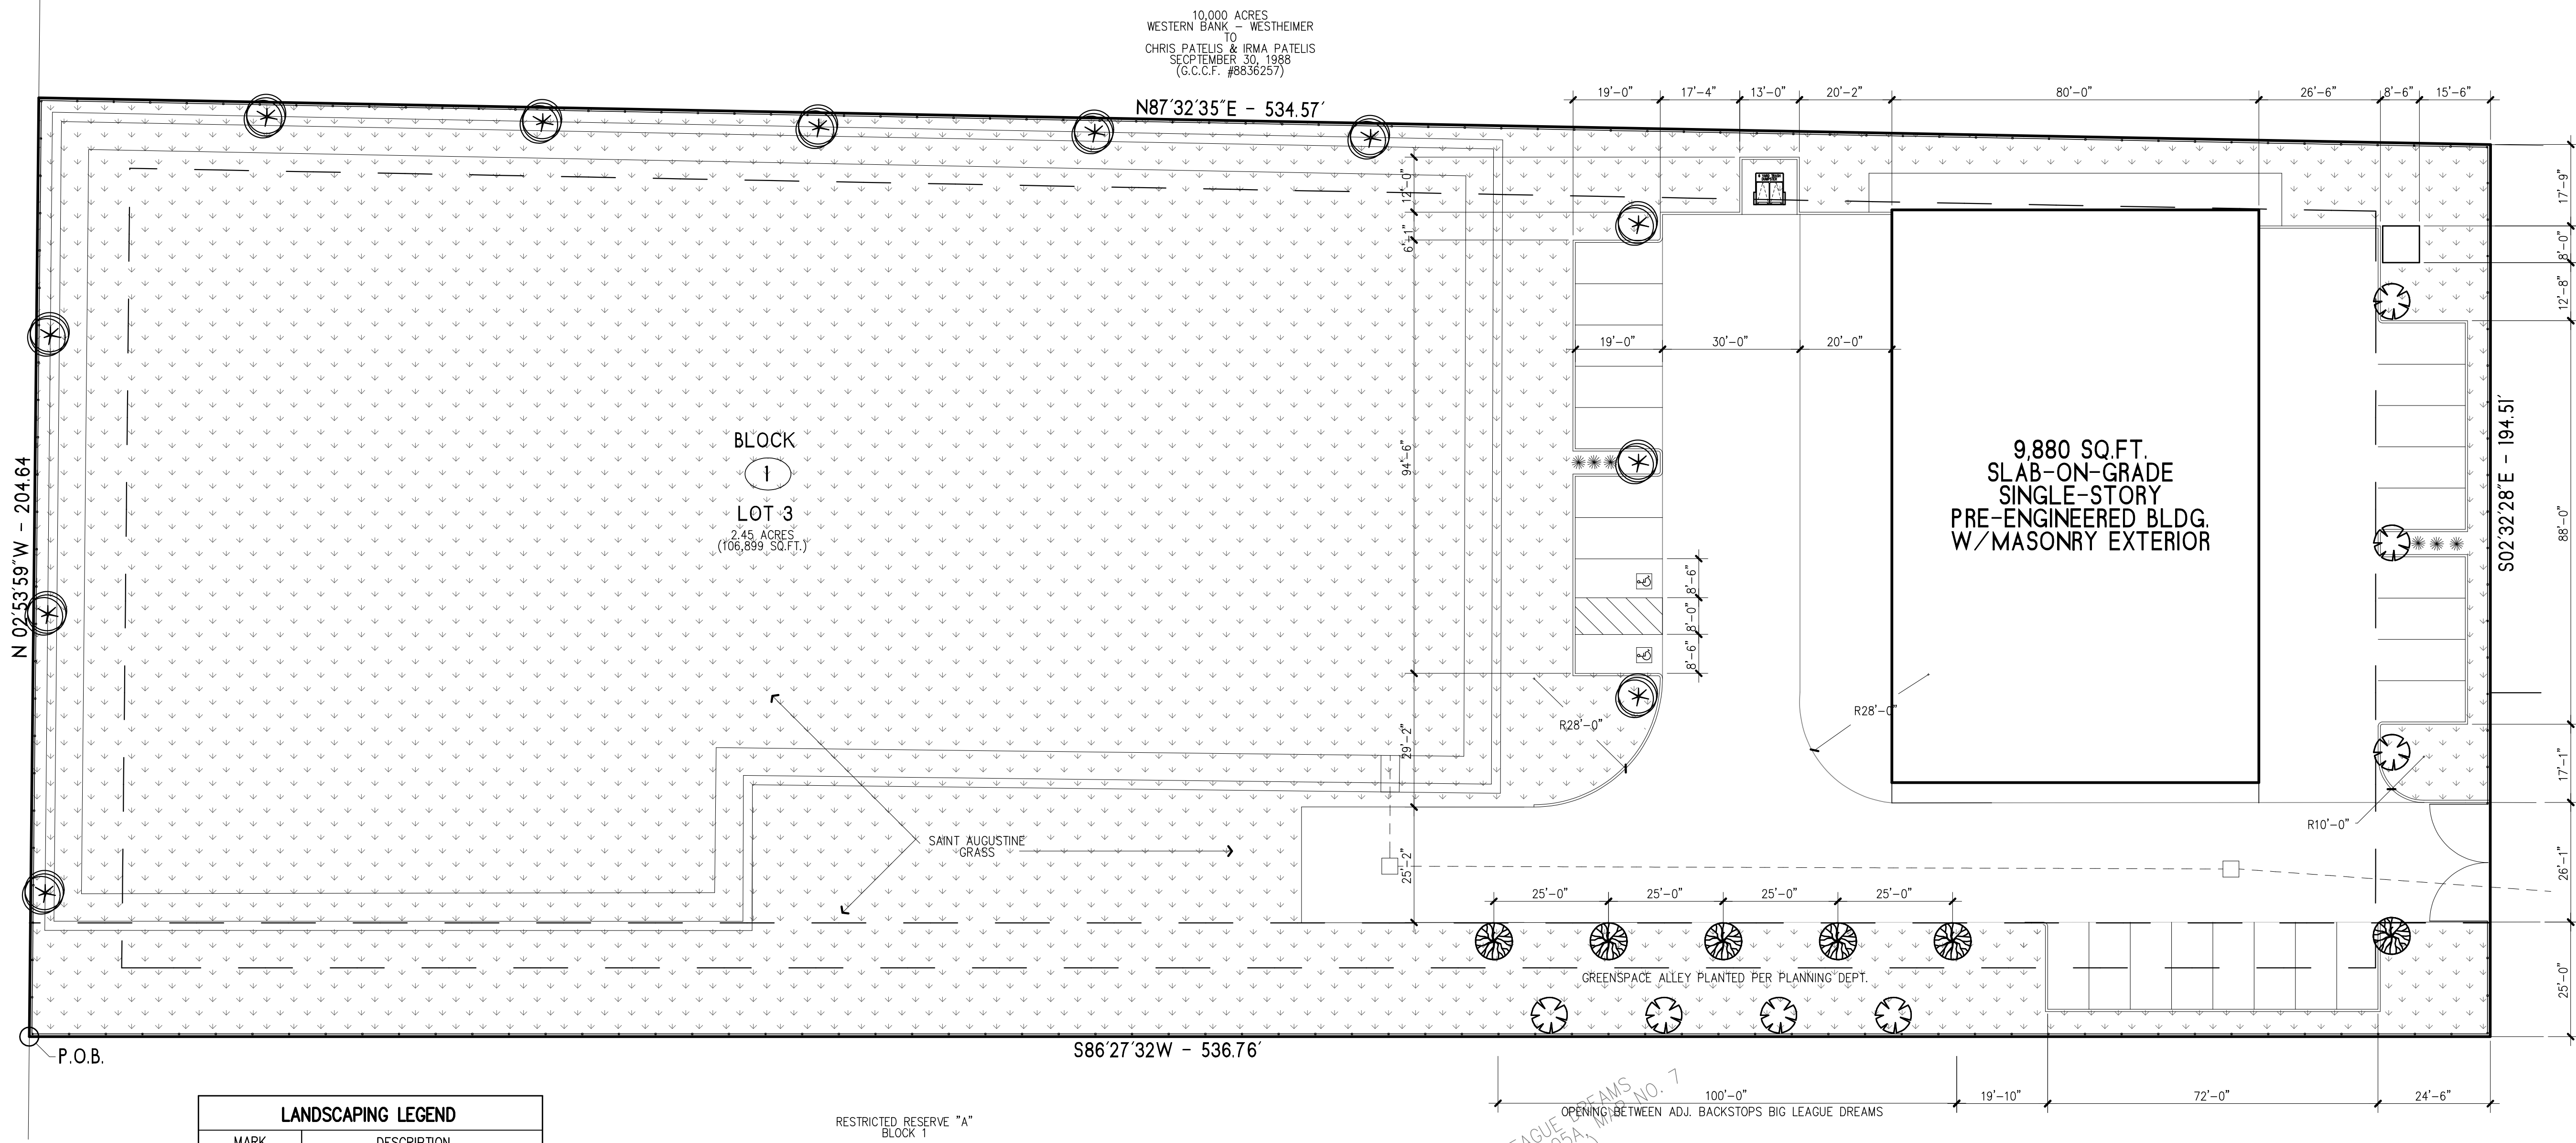 10,000 ACRES
WESTERN BANK – WESTHEIMER
TO
CHRIS PATELIS & IRMA PATELIS
SECPTEMBER 30, 1988
(G.C.C.F. #8836257)
N87°32'35"E – 534.57'
19'–0"
17'–4"
13'–0"
20'–2"
80'–0"
26'–6"
8'–6"
15'–6"
12'–0"
6'–1"
94'–6"
29'–2"
25'–2"
17'–9"
8'–0"
12'–8"
88'–0"
17'–1"
26'–1"
25'–0"
19'–0"
30'–0"
20'–0"
N 02°53'59"W – 204.64
S02°32'28"E – 194.51'
BLOCK
1
LOT 3
2.45 ACRES
(106,899 SQ.FT.)
9,880 SQ.FT.
SLAB-ON-GRADE
SINGLE-STORY
PRE-ENGINEERED BLDG.
W/MASONRY EXTERIOR
8'–6"
8'–0"
8'–6"
R28'–0"
R28'–0"
R10'–0"
SAINT AUGUSTINE
GRASS
25'–0"
25'–0"
25'–0"
25'–0"
GREENSPACE ALLEY PLANTED PER PLANNING DEPT.
P.O.B.
S86°27'32W – 536.76'
100'–0"
19'–10"
72'–0"
24'–6"
OPENING BETWEEN ADJ. BACKSTOPS BIG LEAGUE DREAMS
LANDSCAPING LEGEND
MARK
DESCRIPTION
RESTRICTED RESERVE "A"
BLOCK 1
MAP NO. 7